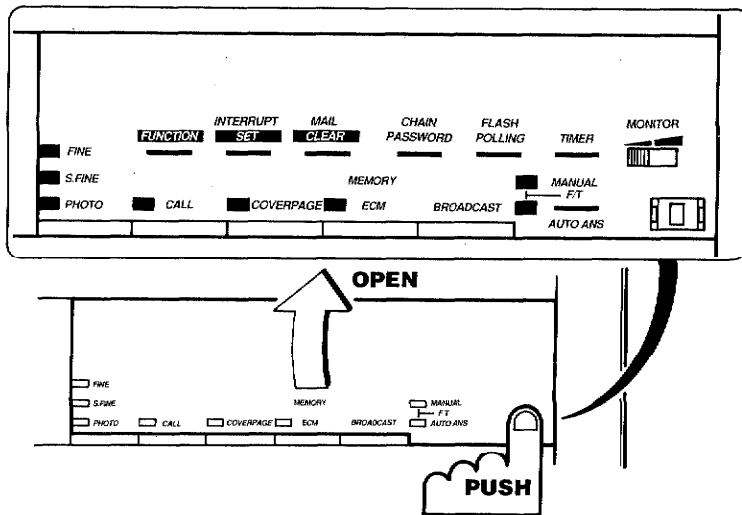 INTERRUPT MAIL CHAIN FLASH MONITOR
FUNCTION SET CLEAR PASSWORD POLLING TIMER
FINE
S.FINE MEMORY MANUAL
F/T
PHOTO CALL COVERPAGE ECM BROADCAST
AUTO ANS
OPEN
FINE
S.FINE MEMORY MANUAL
F/T
PHOTO CALL COVERPAGE ECM BROADCAST AUTO ANS
PUSH